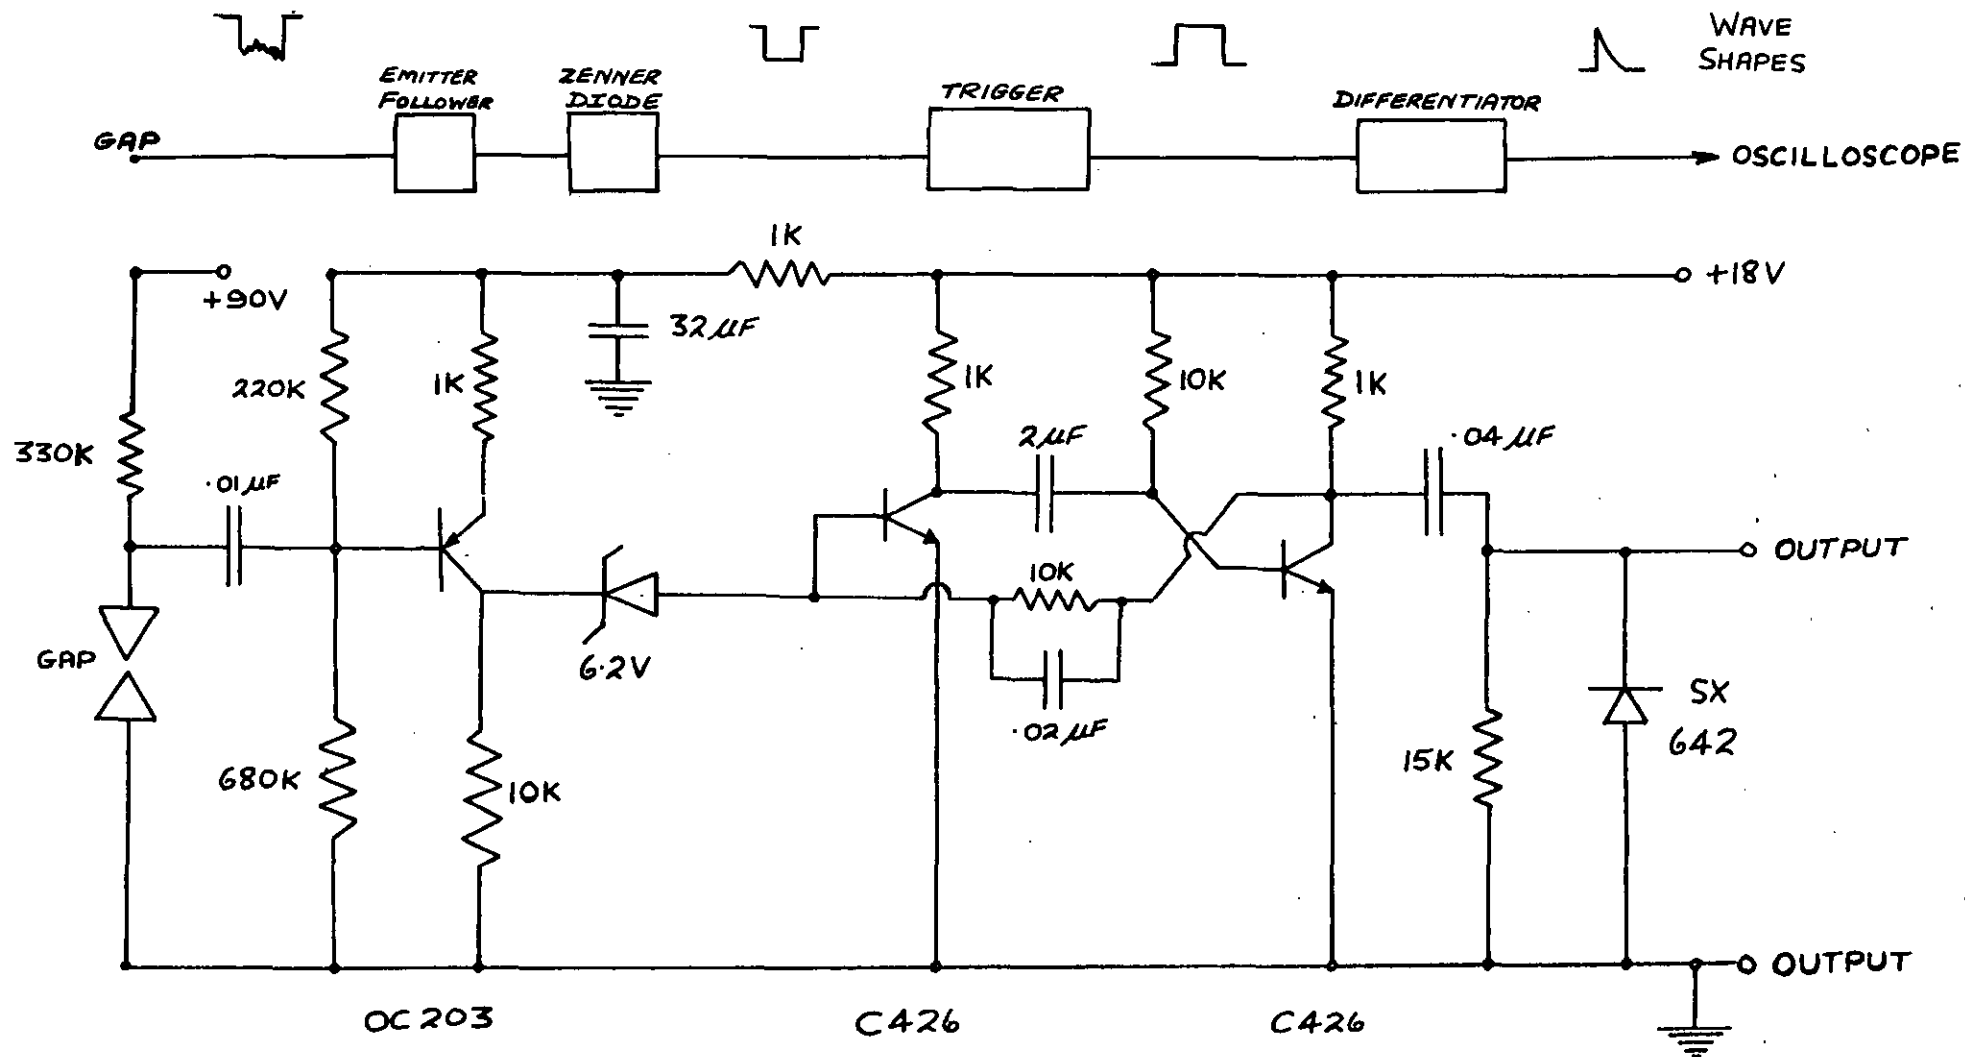 WAVE
SHAPES
EMITTER
FOLLOWER
ZENNER
DIODE
TRIGGER
DIFFERENTIATOR
GAP
OSCILLOSCOPE
1K
+90V
+18V
32µF
220K
1K
1K
10K
1K
330K
.01µF
2µF
.04µF
OUTPUT
10K
GAP
6.2V
.02µF
SX
642
680K
10K
15K
OUTPUT
OC203
C426
C426